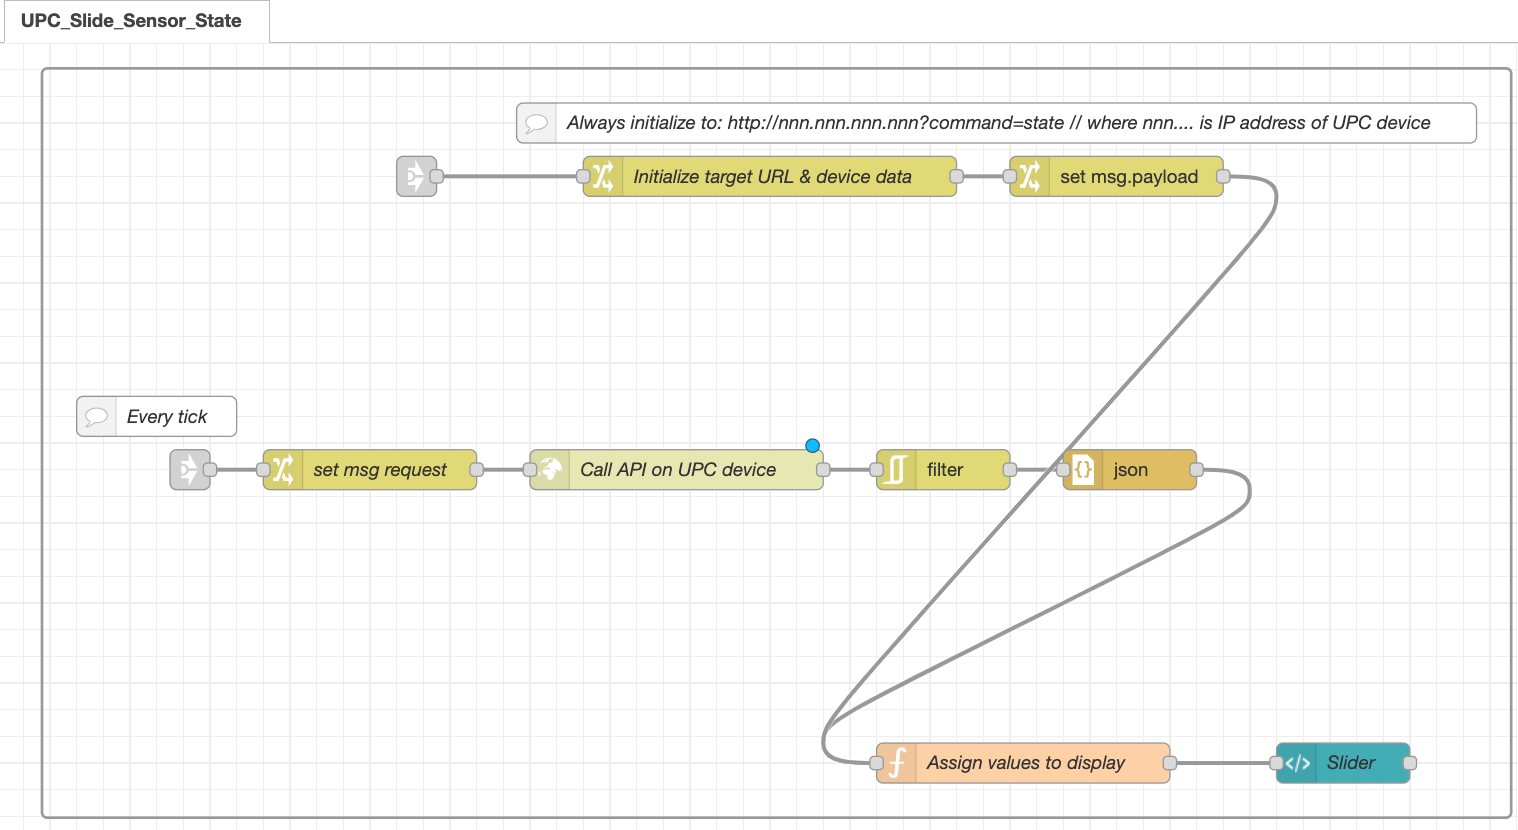 UPC_Slide_Sensor_State
Always initialize to: http://nnn.nnn.nnn.nnn?command=state // where nnn.... is IP address of UPC device
Initialize target URL & device data
set msg.payload
Every tick
set msg request
Call API on UPC device
filter
json
Assign values to display
Slider